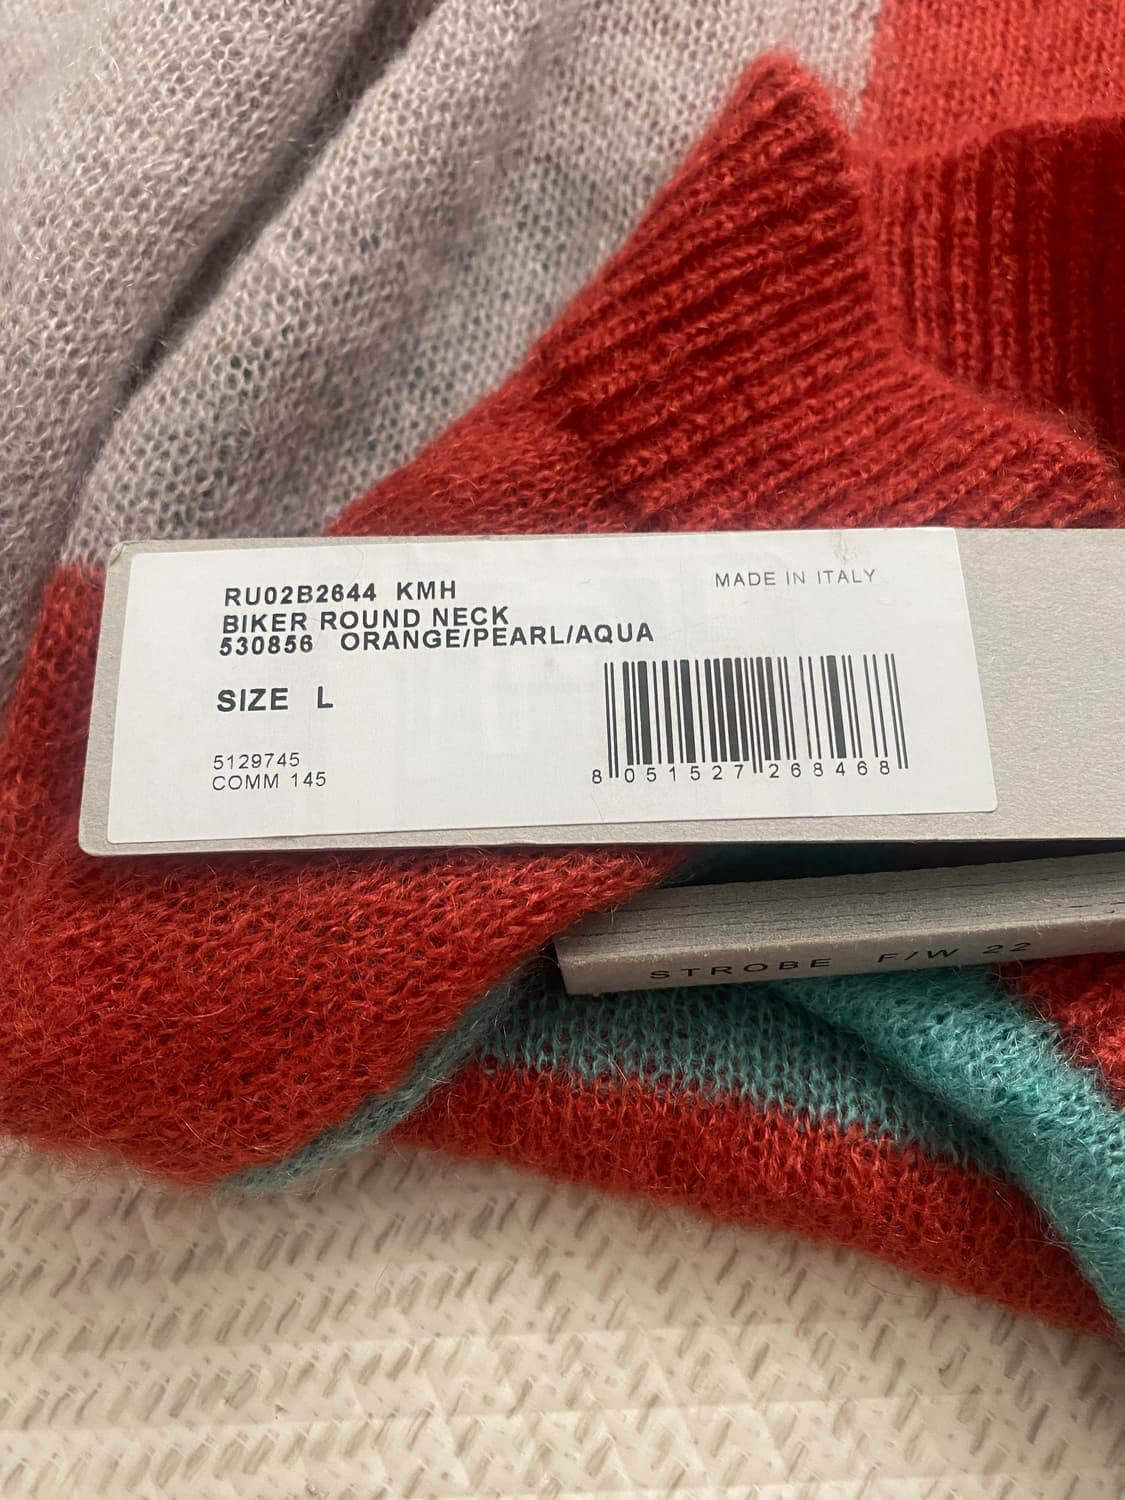 RU02B2644 KMH
BIKER ROUND NECK
530856 ORANGE/PEARL/AQUA
MADE IN ITALY
SIZE L
5129745
COMM 145
8 051527 268468
STROBE F/W 22